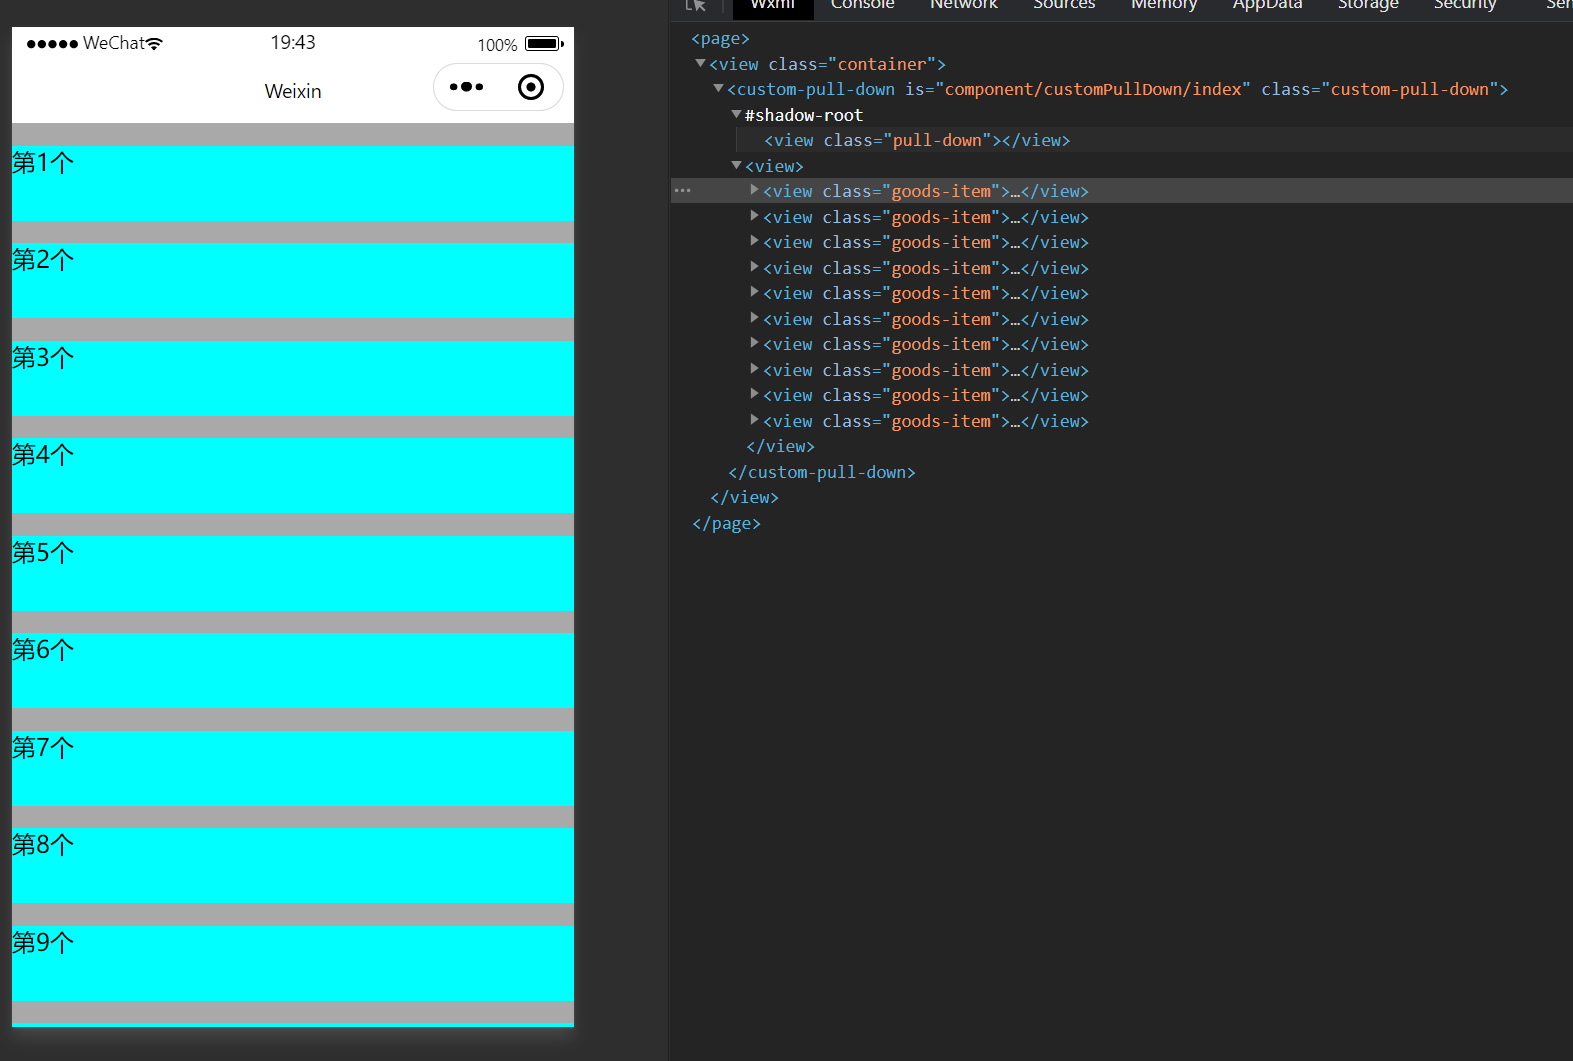 WeChat 19:43 100%
Weixin
第1个
第2个
第3个
第4个
第5个
第6个
第7个
第8个
第9个
Wxml Console Network Sources Memory AppData Storage Security Sen
<page>
<view class="container">
<custom-pull-down is="component/customPullDown/index" class="custom-pull-down">
#shadow-root
<view class="pull-down"></view>
<view>
<view class="goods-item">…</view>
<view class="goods-item">…</view>
<view class="goods-item">…</view>
<view class="goods-item">…</view>
<view class="goods-item">…</view>
<view class="goods-item">…</view>
<view class="goods-item">…</view>
<view class="goods-item">…</view>
<view class="goods-item">…</view>
<view class="goods-item">…</view>
</view>
</custom-pull-down>
</view>
</page>